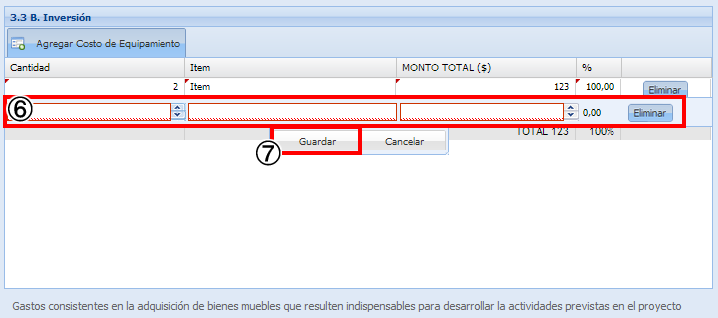 3.3 B. Inversión
Agregar Costo de Equipamiento
Cantidad Item MONTO TOTAL ($) %
2 Item 123 100,00 Eliminar
⑥ 0,00 Eliminar
TOTAL 123 100%
⑦ Guardar Cancelar
Gastos consistentes en la adquisición de bienes muebles que resulten indispensables para desarrollar la actividades previstas en el proyecto